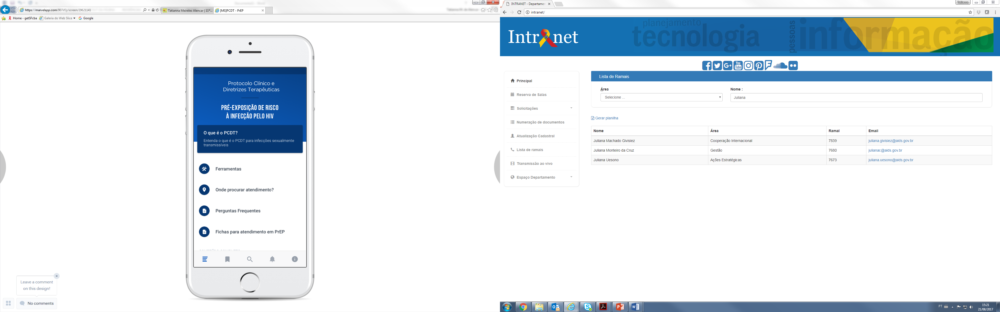 https://marvelapp.com/907if3j/screen/29621141
Tatianna Meireles Alencar | 11º...
[MS]PCDT - PrEP
Home - getSFcba
Galeria do Web Slice
Google
Protocolo Clínico e
Diretrizes Terapêuticas
PRÉ-EXPOSIÇÃO DE RISCO
À INFECÇÃO PELO HIV
O que é o PCDT?
Entenda o que é o PCDT para infecções sexualmente
transmissíveis
Ferramentas
Onde procurar atendimento?
Perguntas Frequentes
Fichas para atendimento em PrEP
Leave a comment
on this design!
No comments
INTRANET - Departamen
Tatianna
intranet/
Intranet
planejamento
tecnologia
pessoas
informação
You
Tube
Principal
Reserva de Salas
Solicitações
Numeração de documentos
Atualização Cadastral
Lista de ramais
Transmissão ao vivo
Espaço Departamento
Lista de Ramais
Área Nome :
Selecione ... Juliana
Gerar planilha
Nome Área Ramal Email
Juliana Machado Givisiez Cooperação Internacional 7839 juliana.givisiez@aids.gov.br
Juliana Monteiro da Cruz Gestão 7680 julianac@aids.gov.br
Juliana Uesono Ações Estratégicas 7673 juliana.uesono@aids.gov.br
PT
15:21
21/08/2017